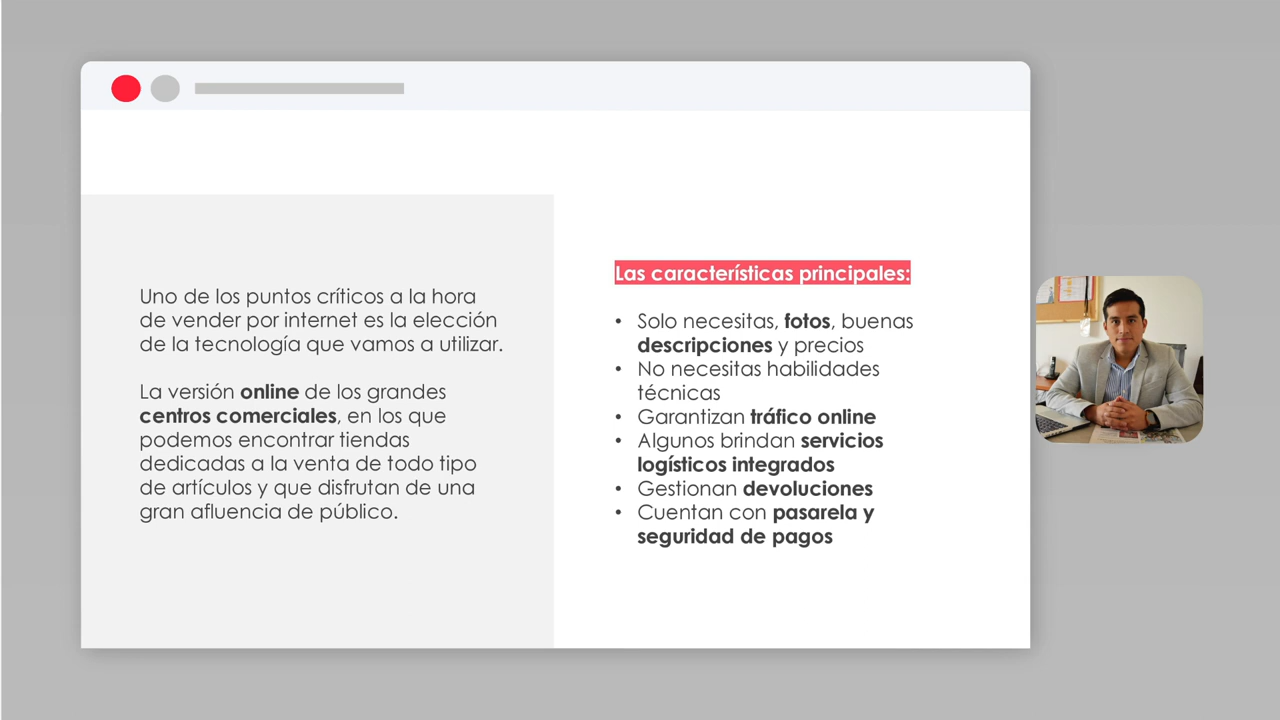 Uno de los puntos críticos a la hora
de vender por internet es la elección
de la tecnología que vamos a utilizar.
La versión online de los grandes
centros comerciales, en los que
podemos encontrar tiendas
dedicadas a la venta de todo tipo
de artículos y que disfrutan de una
gran afluencia de público.
Las características principales:
• Solo necesitas, fotos, buenas
descripciones y precios
• No necesitas habilidades
técnicas
• Garantizan tráfico online
• Algunos brindan servicios
logísticos integrados
• Gestionan devoluciones
• Cuentan con pasarela y
seguridad de pagos